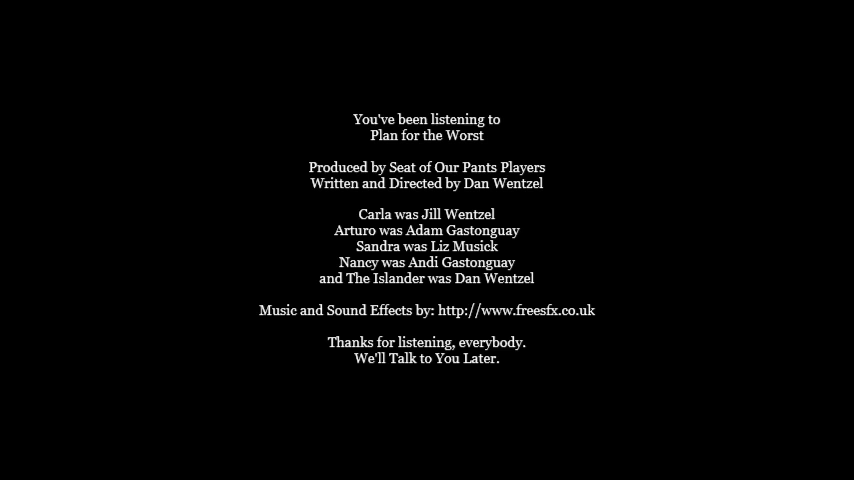 You've been listening to
Plan for the Worst
Produced by Seat of Our Pants Players
Written and Directed by Dan Wentzel
Carla was Jill Wentzel
Arturo was Adam Gastonguay
Sandra was Liz Musick
Nancy was Andi Gastonguay
and The Islander was Dan Wentzel
Music and Sound Effects by: http://www.freesfx.co.uk
Thanks for listening, everybody.
We'll Talk to You Later.